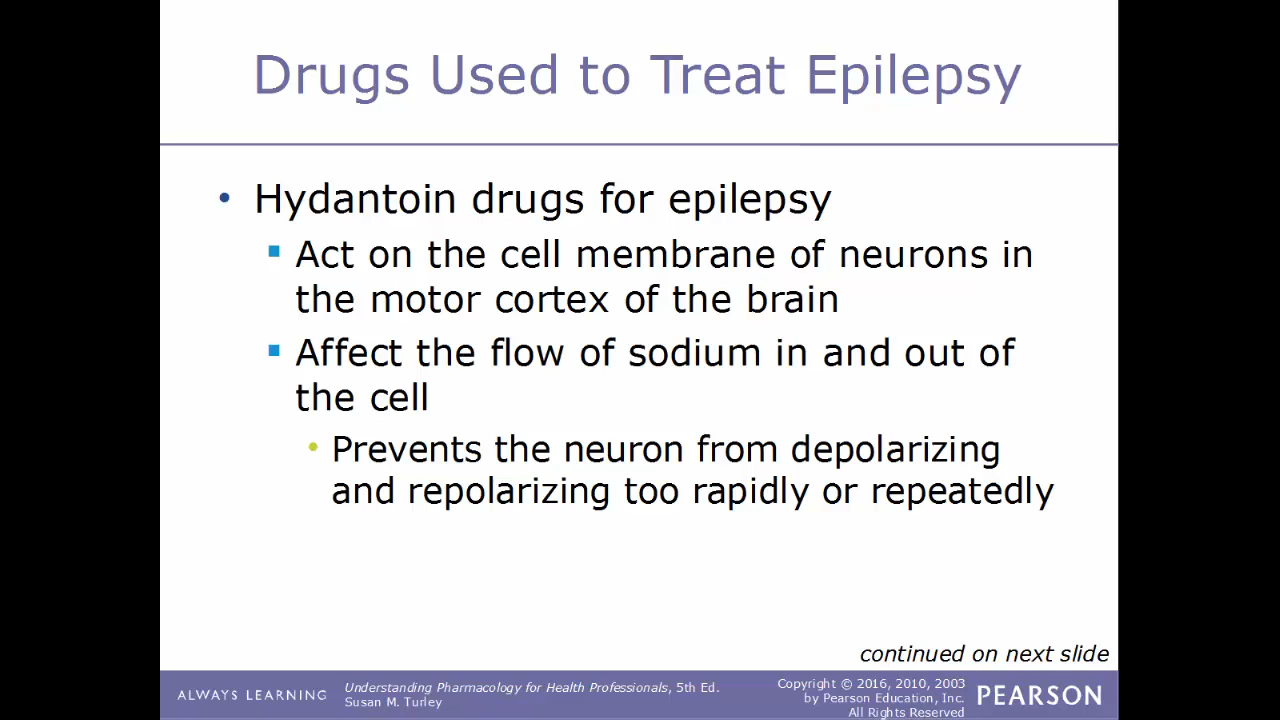 Drugs Used to Treat Epilepsy
• Hydantoin drugs for epilepsy
▪ Act on the cell membrane of neurons in
the motor cortex of the brain
▪ Affect the flow of sodium in and out of
the cell
• Prevents the neuron from depolarizing
and repolarizing too rapidly or repeatedly
continued on next slide
ALWAYS LEARNING
Understanding Pharmacology for Health Professionals, 5th Ed.
Susan M. Turley
Copyright © 2016, 2010, 2003
by Pearson Education, Inc.
All Rights Reserved
PEARSON